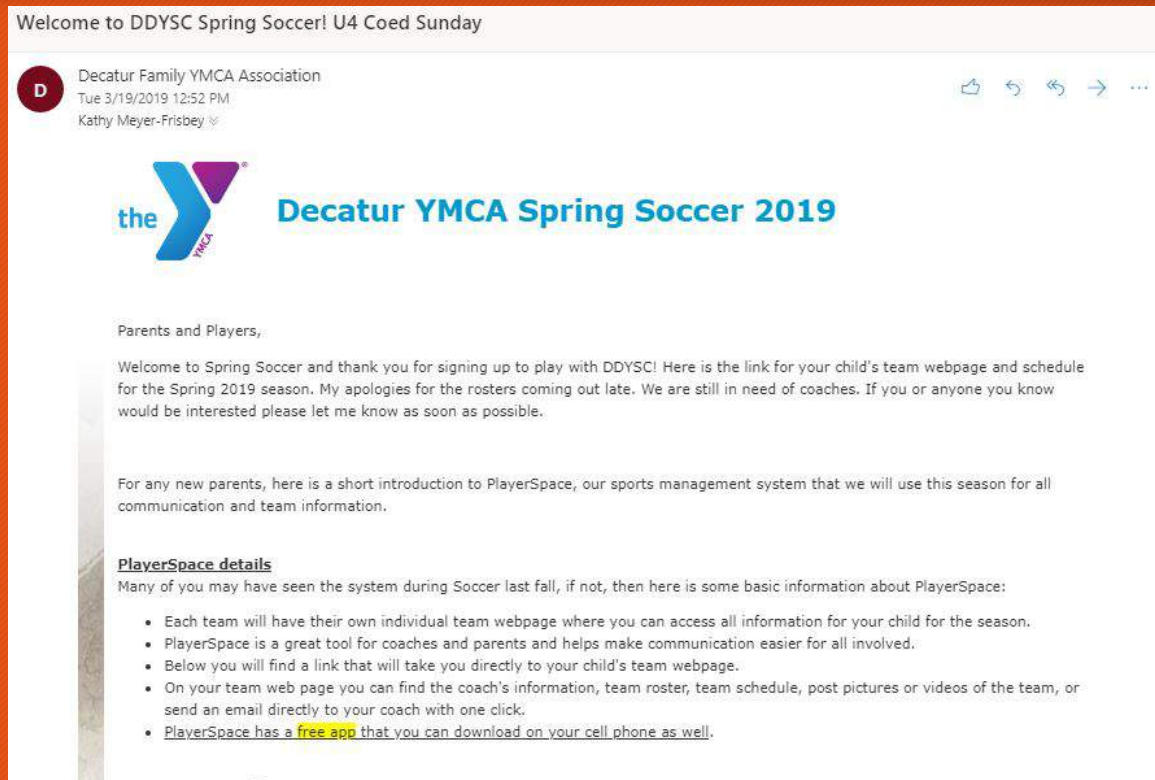 Welcome to DDYSC Spring Soccer! U4 Coed Sunday
D
Decatur Family YMCA Association
Tue 3/19/2019 12:52 PM
Kathy Meyer-Frisbey
the
YMCA
Decatur YMCA Spring Soccer 2019
Parents and Players,
Welcome to Spring Soccer and thank you for signing up to play with DDYSC! Here is the link for your child's team webpage and schedule
for the Spring 2019 season. My apologies for the rosters coming out late. We are still in need of coaches. If you or anyone you know
would be interested please let me know as soon as possible.
For any new parents, here is a short introduction to PlayerSpace, our sports management system that we will use this season for all
communication and team information.
PlayerSpace details
Many of you may have seen the system during Soccer last fall, if not, then here is some basic information about PlayerSpace:
• Each team will have their own individual team webpage where you can access all information for your child for the season.
• PlayerSpace is a great tool for coaches and parents and helps make communication easier for all involved.
• Below you will find a link that will take you directly to your child's team webpage.
• On your team web page you can find the coach's information, team roster, team schedule, post pictures or videos of the team, or
send an email directly to your coach with one click.
• PlayerSpace has a free app that you can download on your cell phone as well.